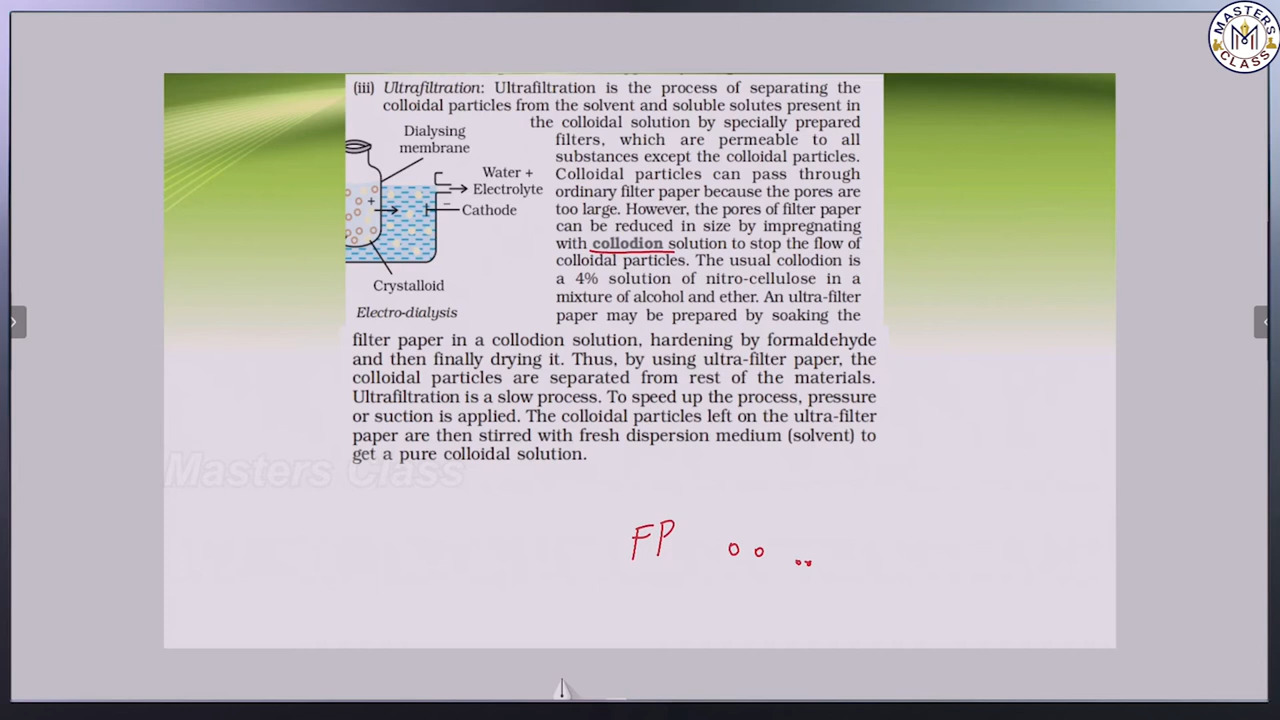 MASTERS
M
CLASS
(iii) Ultrafiltration: Ultrafiltration is the process of separating the
colloidal particles from the solvent and soluble solutes present in
the colloidal solution by specially prepared
filters, which are permeable to all
substances except the colloidal particles.
Colloidal particles can pass through
ordinary filter paper because the pores are
too large. However, the pores of filter paper
can be reduced in size by impregnating
with collodion solution to stop the flow of
colloidal particles. The usual collodion is
a 4% solution of nitro-cellulose in a
mixture of alcohol and ether. An ultra-filter
paper may be prepared by soaking the
Dialysing
membrane
Water +
Electrolyte
+
−
Cathode
Crystalloid
Electro-dialysis
filter paper in a collodion solution, hardening by formaldehyde
and then finally drying it. Thus, by using ultra-filter paper, the
colloidal particles are separated from rest of the materials.
Ultrafiltration is a slow process. To speed up the process, pressure
or suction is applied. The colloidal particles left on the ultra-filter
paper are then stirred with fresh dispersion medium (solvent) to
get a pure colloidal solution.
Masters Class
FP